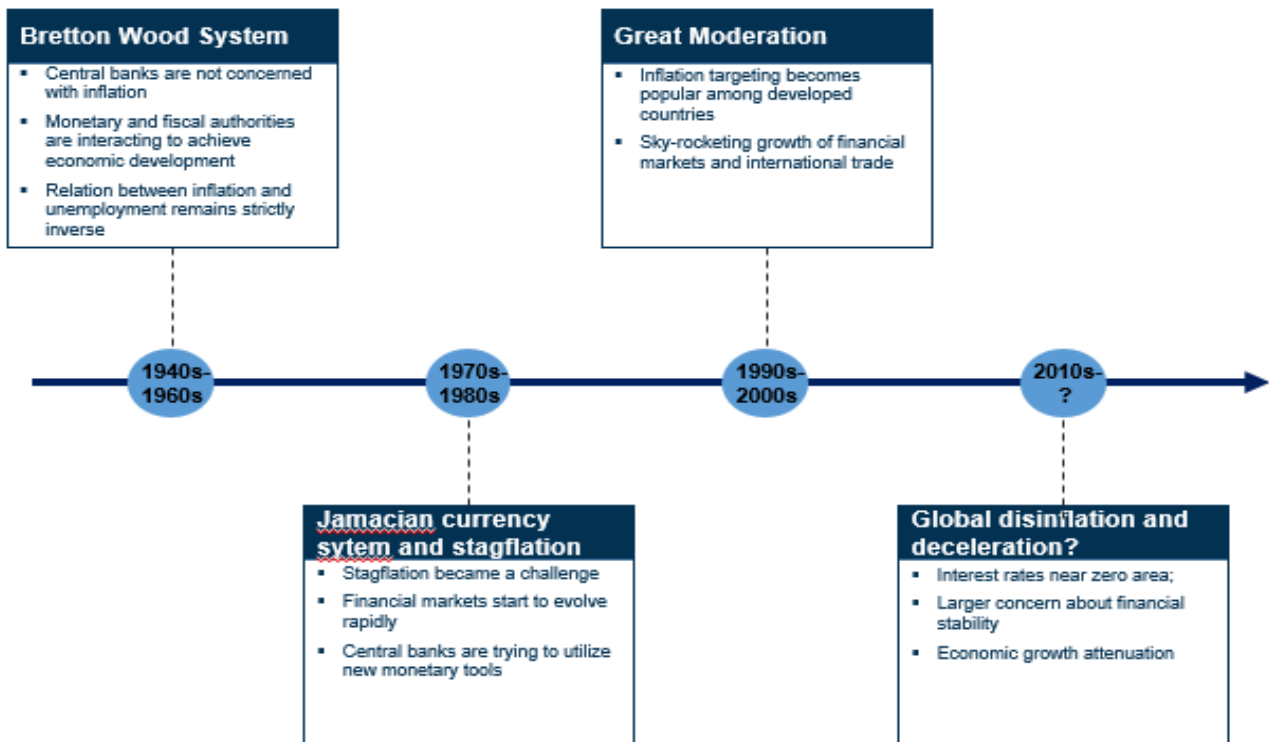 Bretton Wood System
▪ Central banks are not concerned
with inflation
▪ Monetary and fiscal authorities
are interacting to achieve
economic development
▪ Relation between inflation and
unemployment remains strictly
inverse
Great Moderation
▪ Inflation targeting becomes
popular among developed
countries
▪ Sky-rocketing growth of financial
markets and international trade
1940s-
1960s
1970s-
1980s
1990s-
2000s
2010s-
?
Jamacian currency
sytem and stagflation
▪ Stagflation became a challenge
▪ Financial markets start to evolve
rapidly
▪ Central banks are trying to utilize
new monetary tools
Global disinflation and
deceleration?
▪ Interest rates near zero area;
▪ Larger concern about financial
stability
▪ Economic growth attenuation